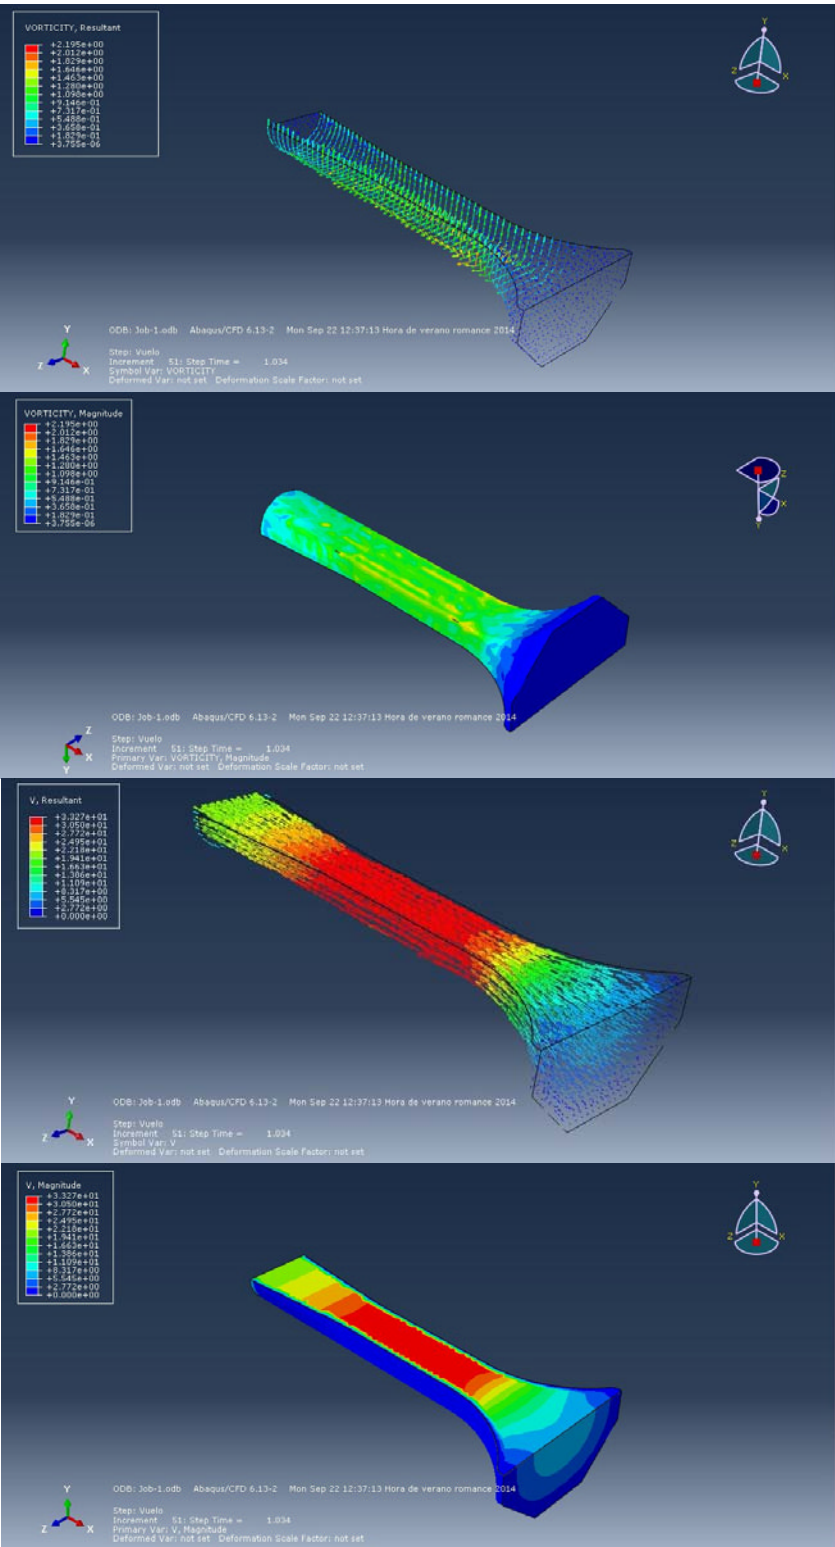 VORTICITY, Resultant
+2.195e+00
+2.012e+00
+1.829e+00
+1.646e+00
+1.463e+00
+1.280e+00
+1.098e+00
+9.146e-01
+7.317e-01
+5.488e-01
+3.658e-01
+1.829e-01
+3.755e-06
Y
Z
X
Y
Z
X
ODB: Job-1.odb Abaqus/CFD 6.13-2 Mon Sep 22 12:37:13 Hora de verano romance 2014
Step: Vuelo
Increment 51: Step Time = 1.034
Symbol Var: VORTICITY
Deformed Var: not set Deformation Scale Factor: not set
VORTICITY, Magnitude
+2.195e+00
+2.012e+00
+1.829e+00
+1.646e+00
+1.463e+00
+1.280e+00
+1.098e+00
+9.146e-01
+7.317e-01
+5.488e-01
+3.658e-01
+1.829e-01
+3.755e-06
Z
X
Y
Z
X
Y
ODB: Job-1.odb Abaqus/CFD 6.13-2 Mon Sep 22 12:37:13 Hora de verano romance 2014
Step: Vuelo
Increment 51: Step Time = 1.034
Primary Var: VORTICITY, Magnitude
Deformed Var: not set Deformation Scale Factor: not set
V, Resultant
+3.327e+01
+3.050e+01
+2.772e+01
+2.495e+01
+2.218e+01
+1.941e+01
+1.663e+01
+1.386e+01
+1.109e+01
+8.317e+00
+5.545e+00
+2.772e+00
+0.000e+00
Y
Z
X
Y
Z
X
ODB: Job-1.odb Abaqus/CFD 6.13-2 Mon Sep 22 12:37:13 Hora de verano romance 2014
Step: Vuelo
Increment 51: Step Time = 1.034
Symbol Var: V
Deformed Var: not set Deformation Scale Factor: not set
V, Magnitude
+3.327e+01
+3.050e+01
+2.772e+01
+2.495e+01
+2.218e+01
+1.941e+01
+1.663e+01
+1.386e+01
+1.109e+01
+8.317e+00
+5.545e+00
+2.772e+00
+0.000e+00
Y
Z
X
Y
Z
X
ODB: Job-1.odb Abaqus/CFD 6.13-2 Mon Sep 22 12:37:13 Hora de verano romance 2014
Step: Vuelo
Increment 51: Step Time = 1.034
Primary Var: V, Magnitude
Deformed Var: not set Deformation Scale Factor: not set